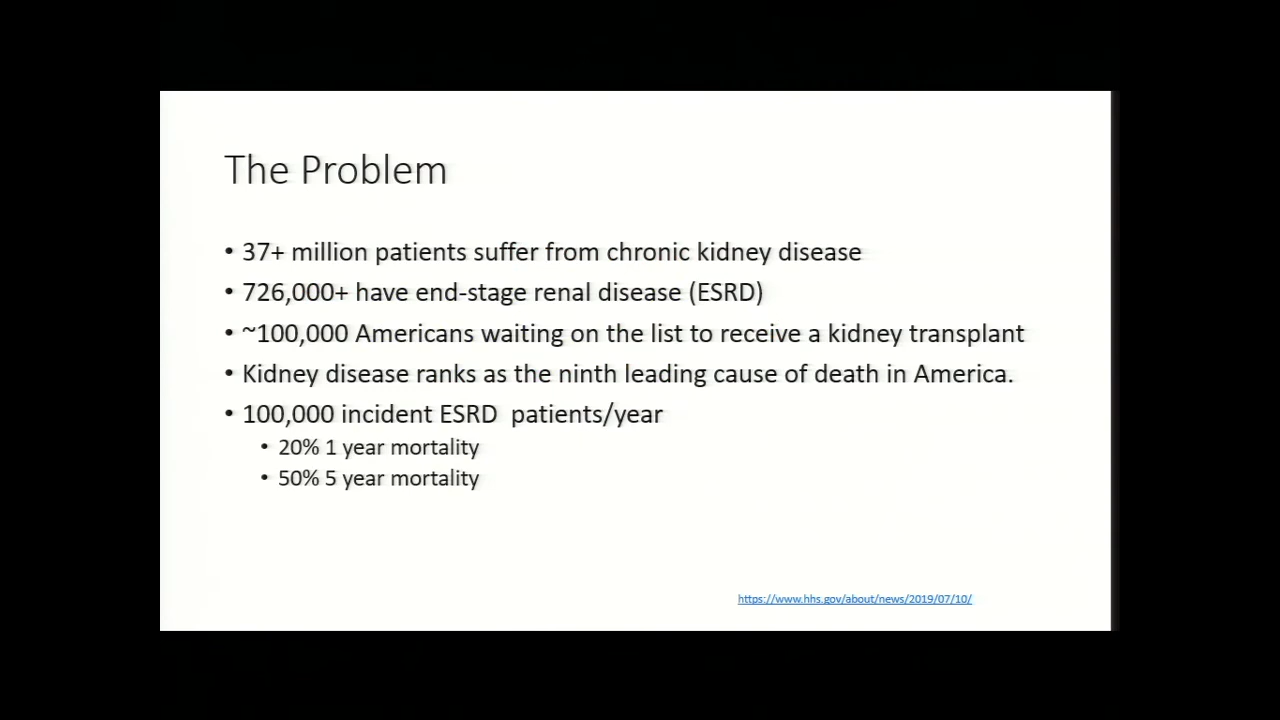 The Problem
• 37+ million patients suffer from chronic kidney disease
• 726,000+ have end-stage renal disease (ESRD)
• ~100,000 Americans waiting on the list to receive a kidney transplant
• Kidney disease ranks as the ninth leading cause of death in America.
• 100,000 incident ESRD  patients/year
• 20% 1 year mortality
• 50% 5 year mortality
https://www.hhs.gov/about/news/2019/07/10/